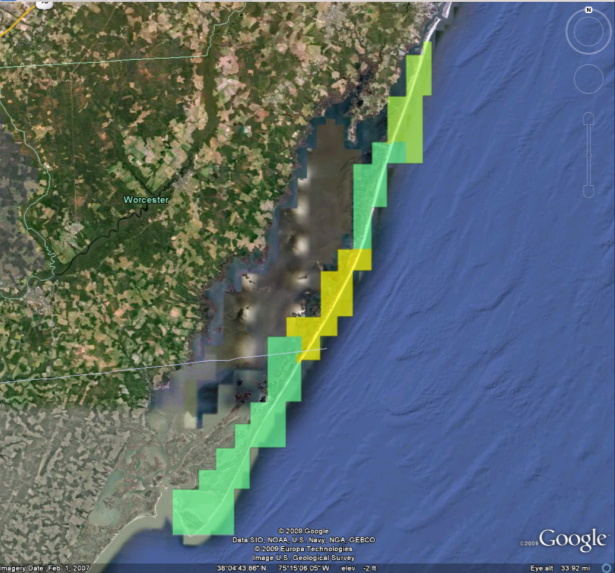 N
Worcester
© 2009 Google
Data SIO, NOAA, U.S. Navy, NGA, GEBCO
© 2009 Europa Technologies
Image U.S. Geological Survey
©2009 Google
Imagery Date: Feb. 1, 2007 38°04'43.86" N 75°15'06.05" W elev -2 ft Eye alt 33.92 mi